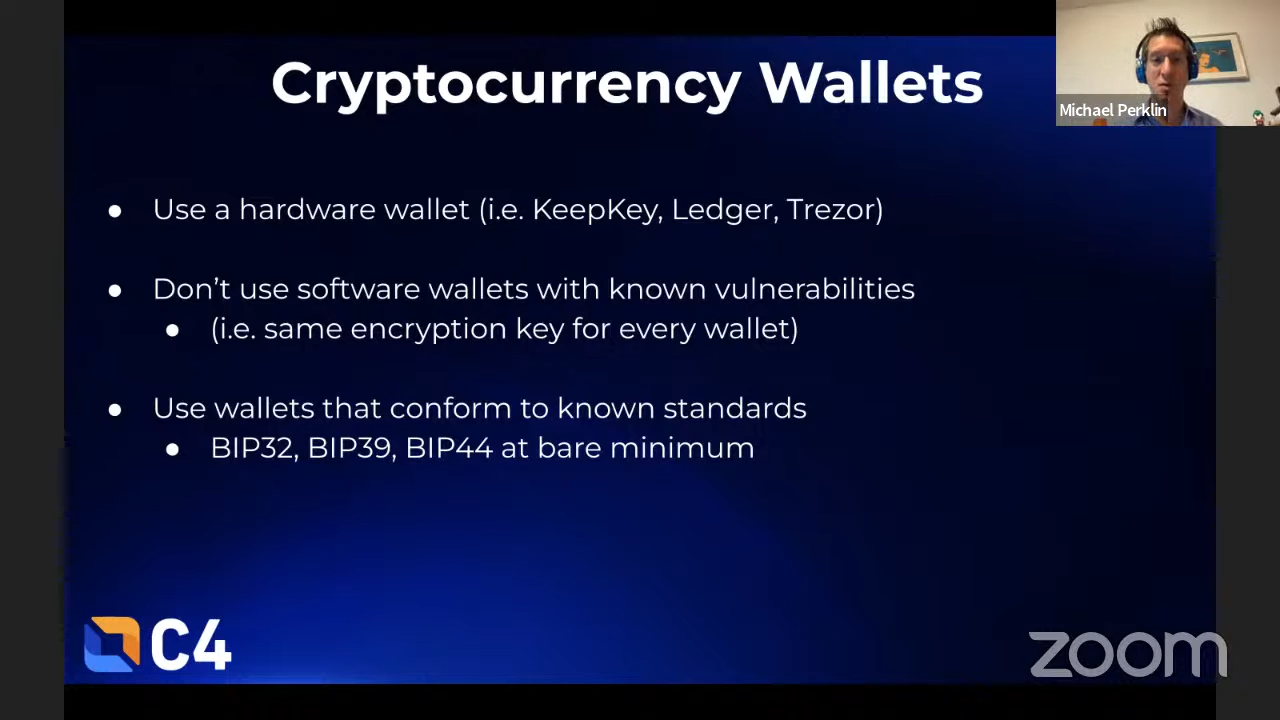 Cryptocurrency Wallets
Michael Perklin
● Use a hardware wallet (i.e. KeepKey, Ledger, Trezor)
● Don’t use software wallets with known vulnerabilities
● (i.e. same encryption key for every wallet)
● Use wallets that conform to known standards
● BIP32, BIP39, BIP44 at bare minimum
C4
zoom